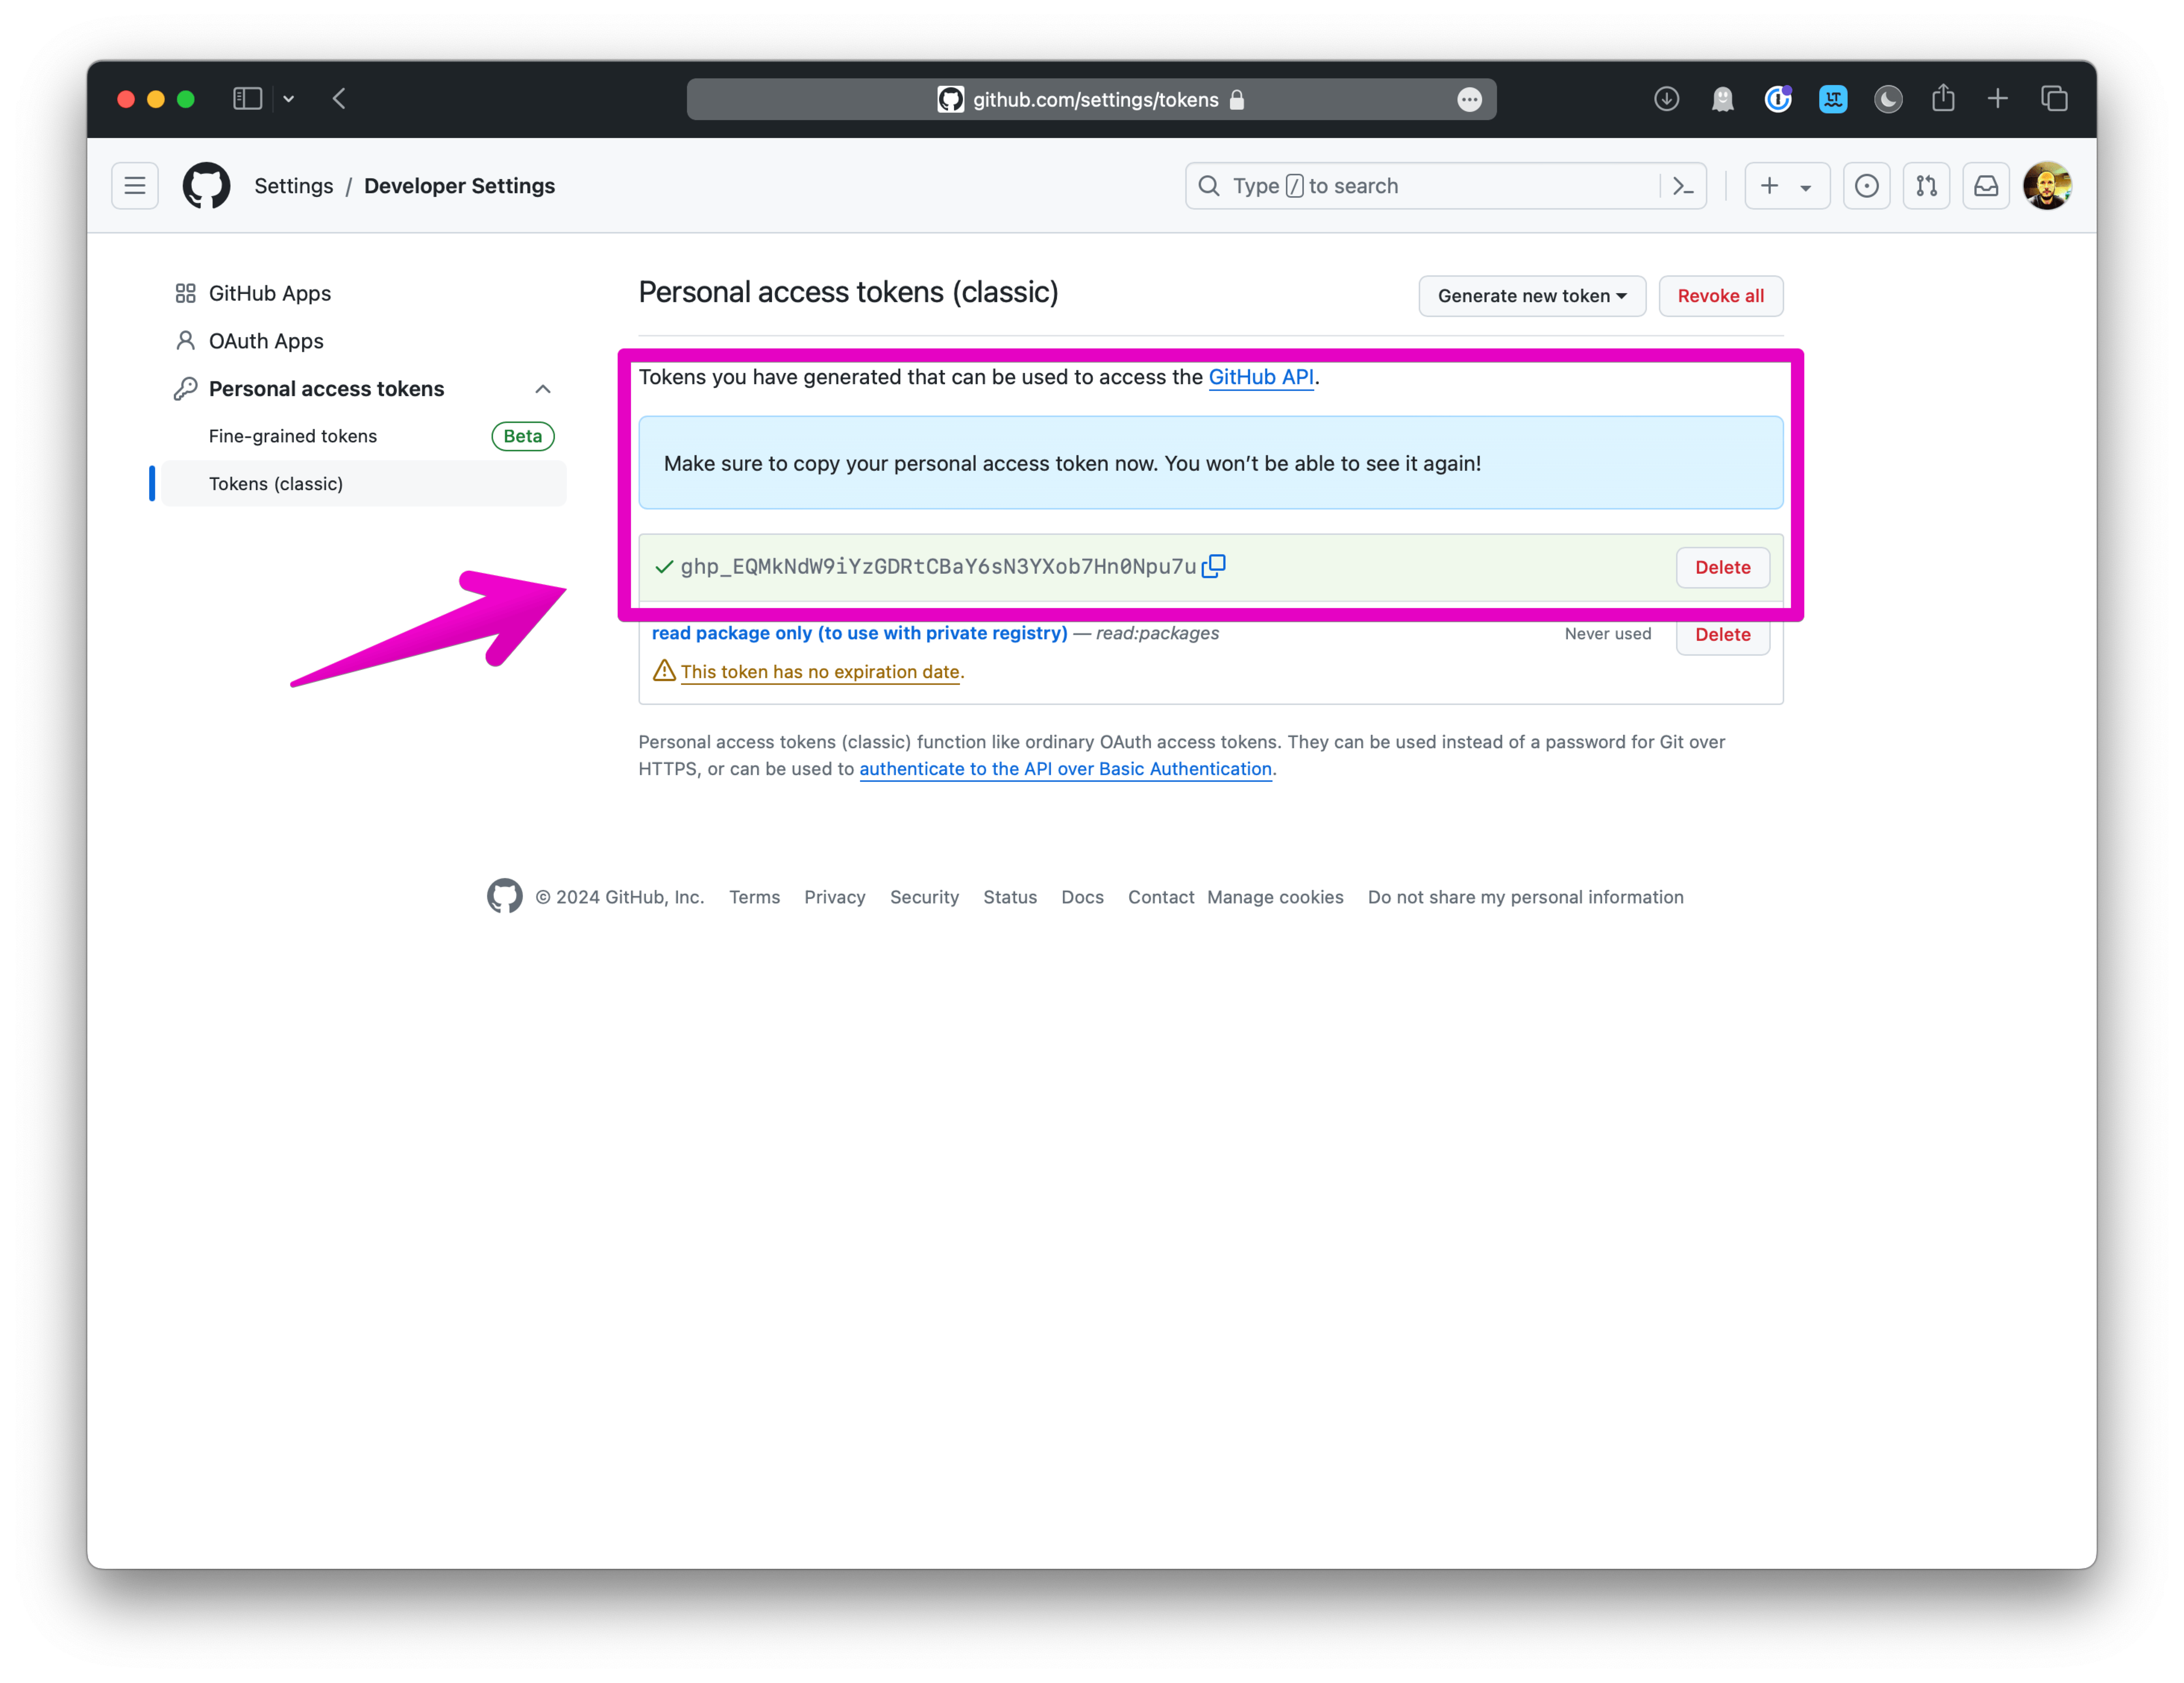 github.com/settings/tokens
Settings / Developer Settings
Type / to search
GitHub Apps
OAuth Apps
Personal access tokens
Fine-grained tokens Beta
Tokens (classic)
Personal access tokens (classic)
Generate new token
Revoke all
Tokens you have generated that can be used to access the GitHub API.
Make sure to copy your personal access token now. You won’t be able to see it again!
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
Delete
read package only (to use with private registry) — read:packages
Never used
Delete
This token has no expiration date.
Personal access tokens (classic) function like ordinary OAuth access tokens. They can be used instead of a password for Git over
HTTPS, or can be used to authenticate to the API over Basic Authentication.
© 2024 GitHub, Inc. Terms Privacy Security Status Docs Contact Manage cookies Do not share my personal information